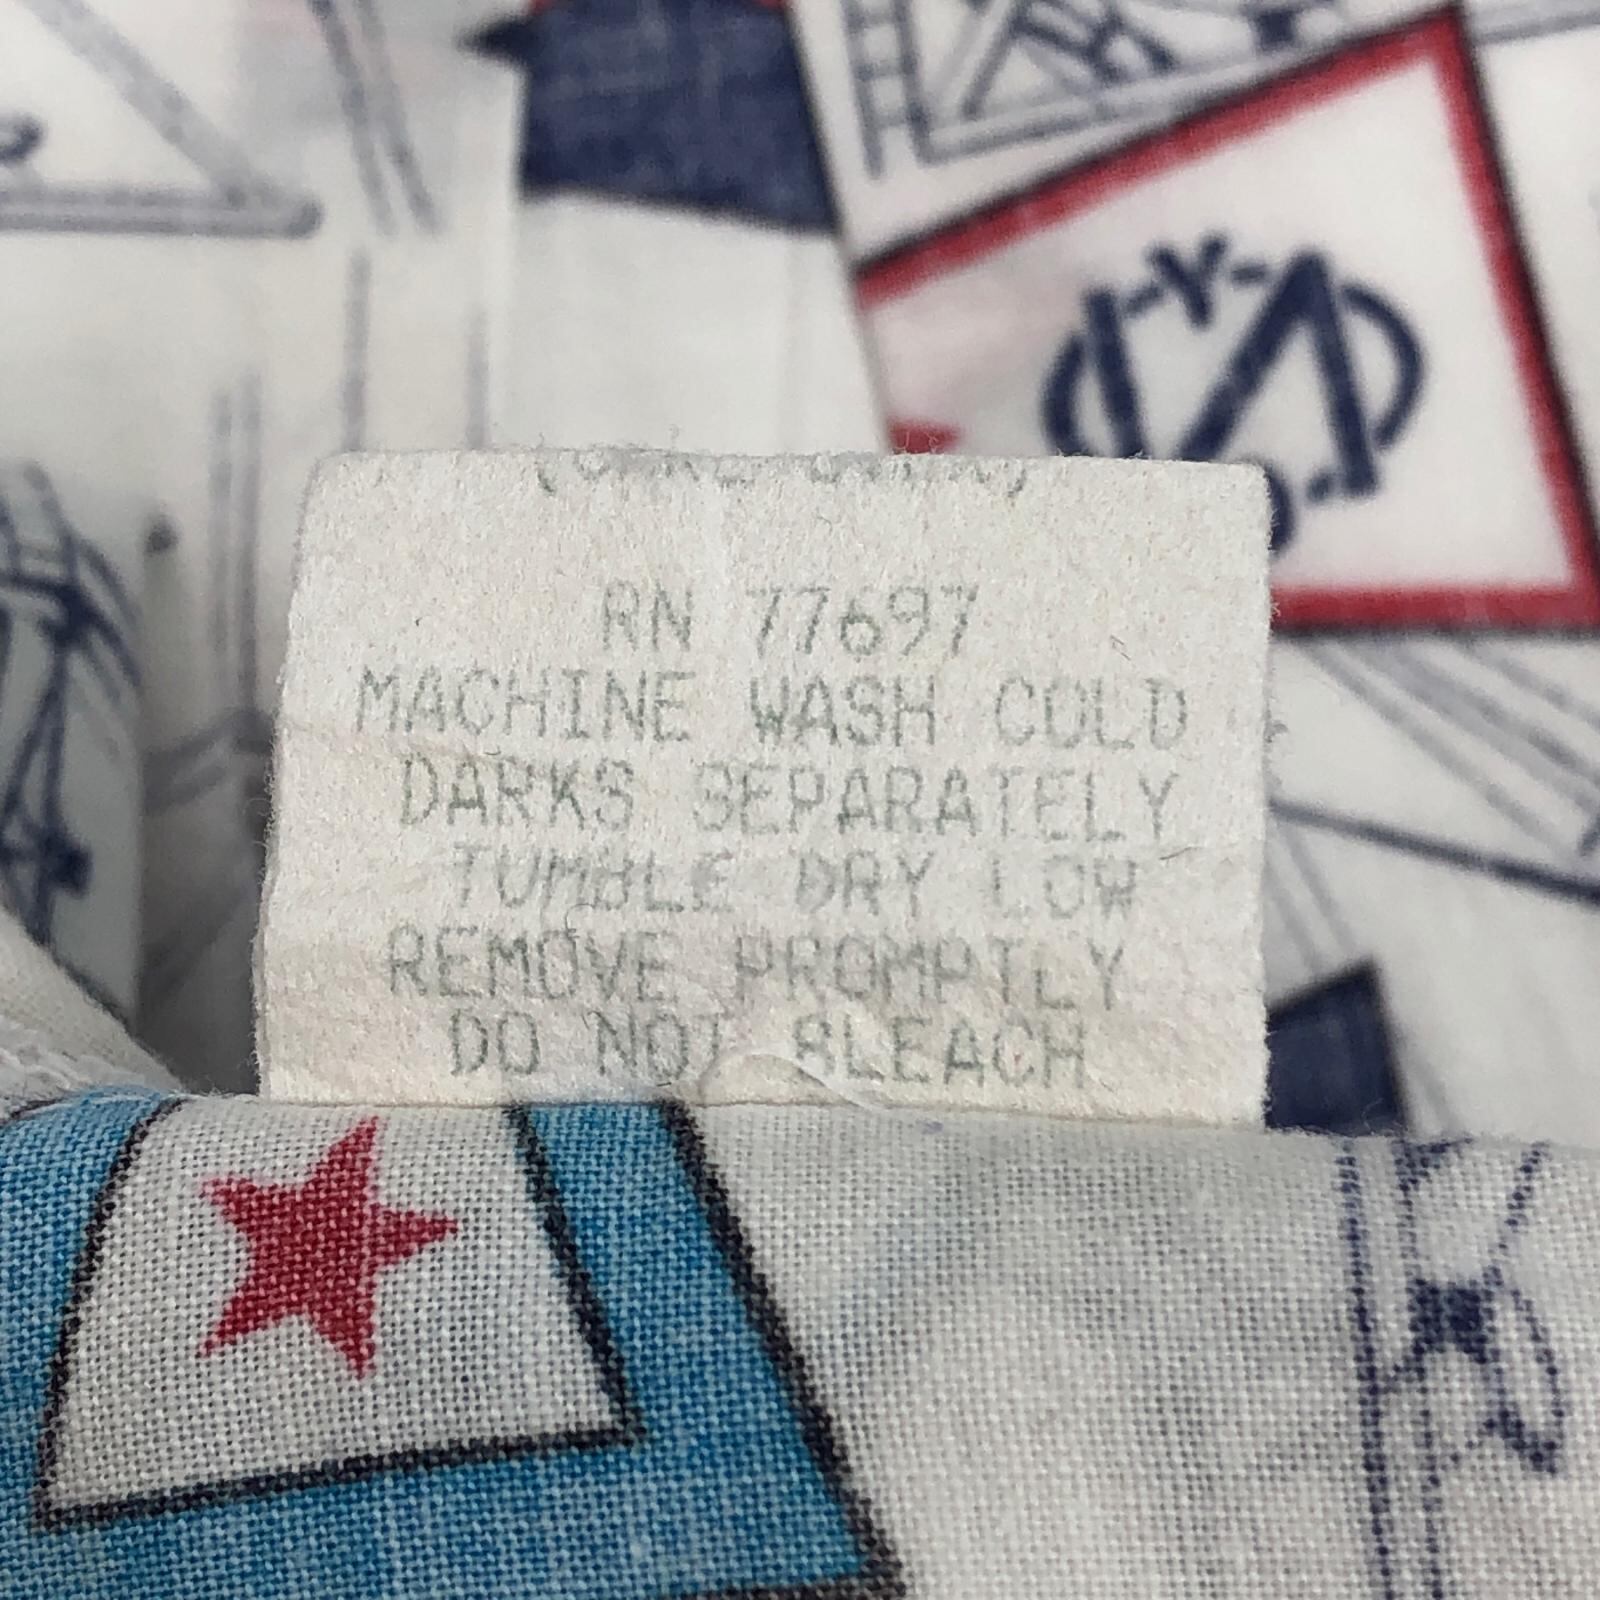 RN 77697
MACHINE WASH COLD
DARKS SEPARATELY
TUMBLE DRY LOW
REMOVE PROMPTLY
DO NOT BLEACH